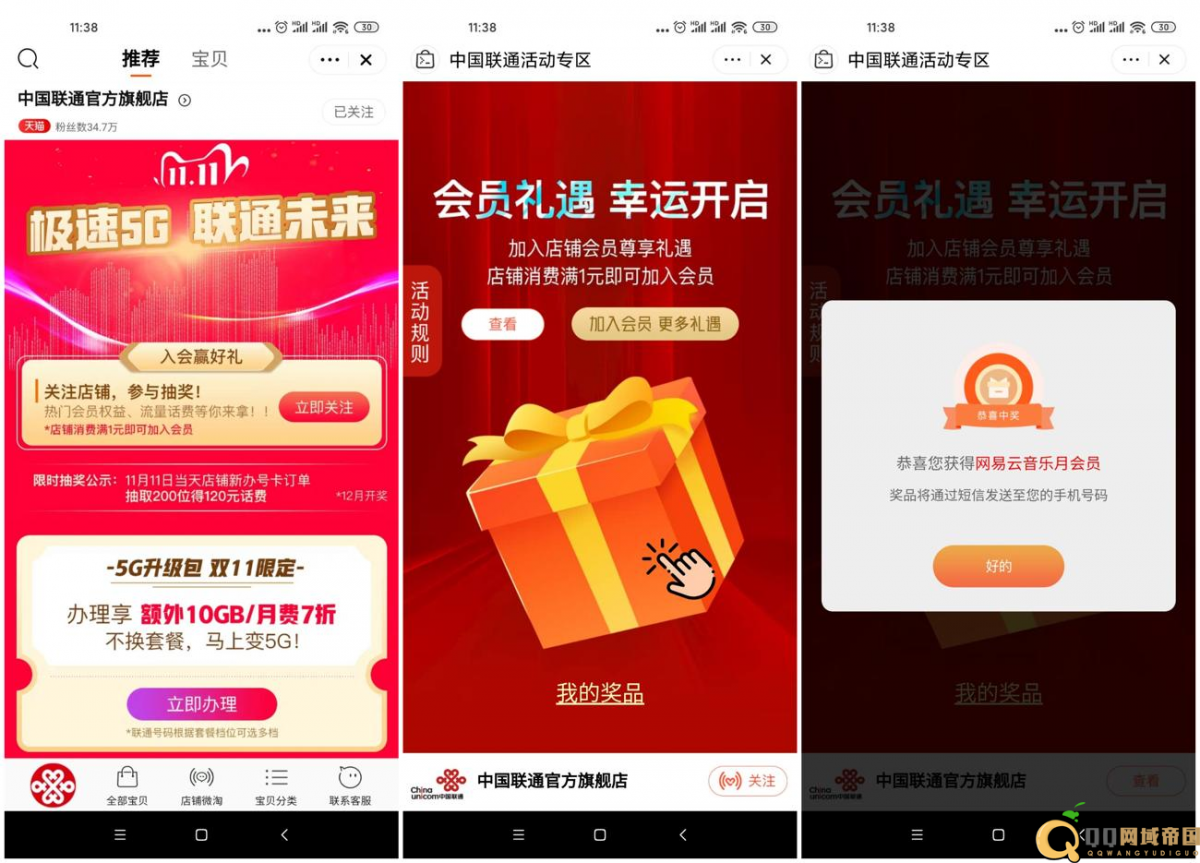 11:38
HD HD 30
推荐
宝贝
中国联通官方旗舰店
天猫 粉丝数34.7万
已关注
11.11
极速5G 联通未来
入会赢好礼
关注店铺，参与抽奖！
热门会员权益、流量话费等你来拿！！
*店铺消费满1元即可加入会员
立即关注
限时抽奖公示：11月11日当天店铺新办号卡订单
抽取200位得120元话费
*12月开奖
-5G升级包 双11限定-
办理享 额外10GB/月费7折
不换套餐，马上变5G！
立即办理
*联通号码根据套餐档位可选多档
全部宝贝
店铺微淘
宝贝分类
联系客服
11:38
HD HD 30
中国联通活动专区
会员礼遇 幸运开启
加入店铺会员尊享礼遇
店铺消费满1元即可加入会员
活动规则
查看
加入会员 更多礼遇
我的奖品
China unicom中国联通
中国联通官方旗舰店
关注
11:38
HD HD 30
中国联通活动专区
会员礼遇 幸运开启
加入店铺会员尊享礼遇
店铺消费满1元即可加入会员
活动规则
恭喜中奖
恭喜您获得网易云音乐月会员
奖品将通过短信发送至您的手机号码
好的
我的奖品
China unicom中国联通
中国联通官方旗舰店
查看
QQ网域帝国
QQWANGYUDIGUO